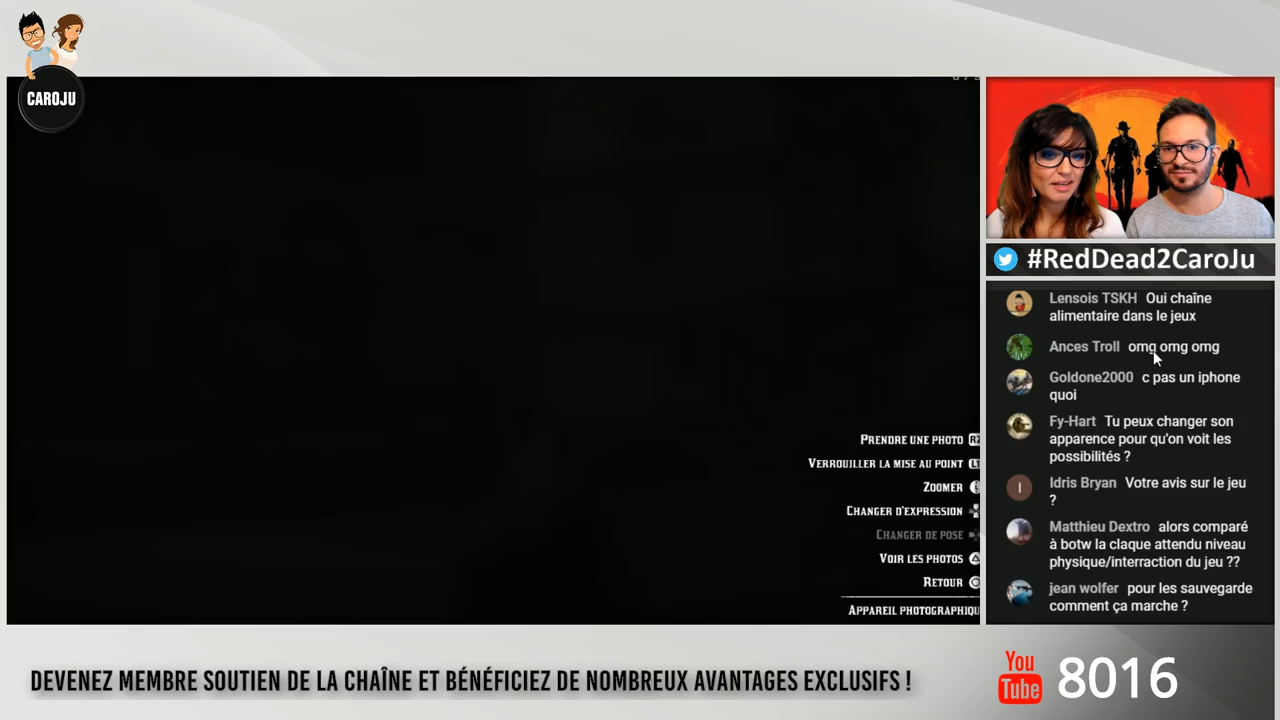 CAROJU
PRENDRE UNE PHOTO
VERROUILLER LA MISE AU POINT
ZOOMER
CHANGER D'EXPRESSION
CHANGER DE POSE
VOIR LES PHOTOS
RETOUR
APPAREIL PHOTOGRAPHIQU
#RedDead2CaroJu
Lensois TSKH Oui chaîne
alimentaire dans le jeux
Ances Troll omg omg omg
Goldone2000 c pas un iphone
quoi
Fy-Hart Tu peux changer son
apparence pour qu'on voit les
possibilités ?
I Idris Bryan Votre avis sur le jeu
?
Matthieu Dextro alors comparé
à botw la claque attendu niveau
physique/interraction du jeu ??
jean wolfer pour les sauvegarde
comment ça marche ?
DEVENEZ MEMBRE SOUTIEN DE LA CHAÎNE ET BÉNÉFICIEZ DE NOMBREUX AVANTAGES EXCLUSIFS !
You
Tube
8016